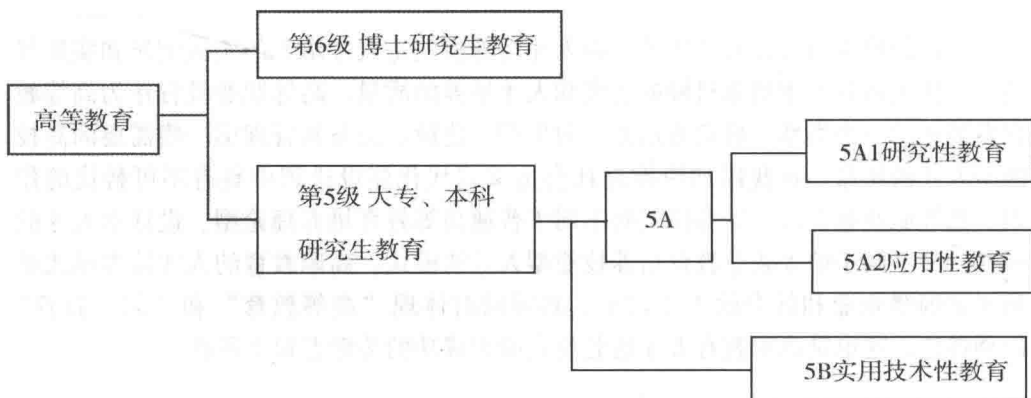 第6级 博士研究生教育
高等教育
5A1研究性教育
第5级 大专、本科
研究生教育
5A
5A2应用性教育
5B实用技术性教育